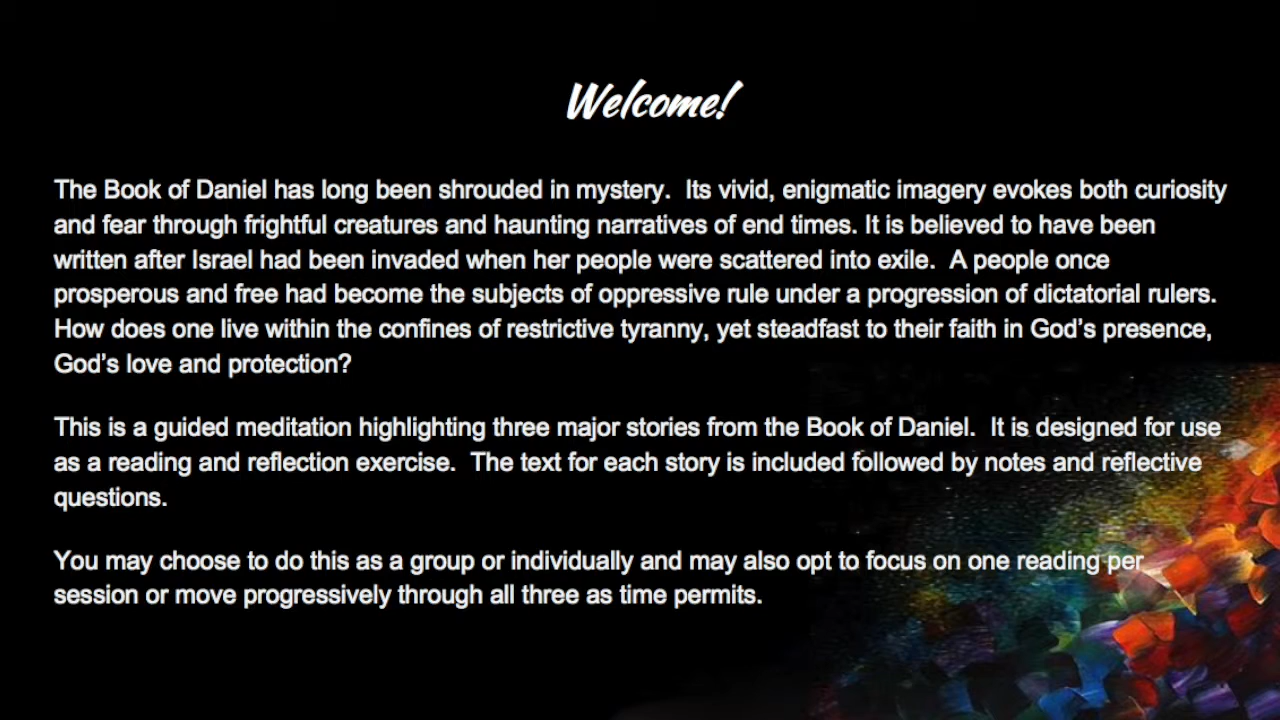 Welcome!
The Book of Daniel has long been shrouded in mystery.  Its vivid, enigmatic imagery evokes both curiosity
and fear through frightful creatures and haunting narratives of end times. It is believed to have been
written after Israel had been invaded when her people were scattered into exile.  A people once
prosperous and free had become the subjects of oppressive rule under a progression of dictatorial rulers.
How does one live within the confines of restrictive tyranny, yet steadfast to their faith in God’s presence,
God’s love and protection?
This is a guided meditation highlighting three major stories from the Book of Daniel.  It is designed for use
as a reading and reflection exercise.  The text for each story is included followed by notes and reflective
questions.
You may choose to do this as a group or individually and may also opt to focus on one reading per
session or move progressively through all three as time permits.